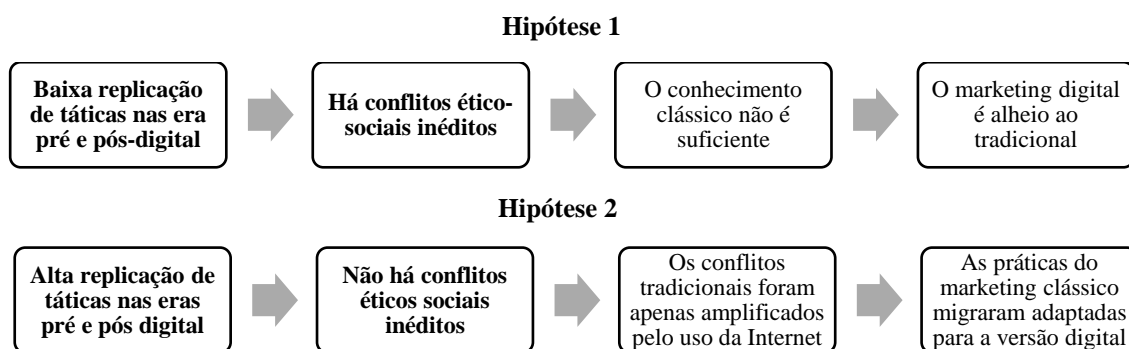 Hipótese 1
Baixa replicação
de táticas nas era
pré e pós-digital
Há conflitos ético-
sociais inéditos
O conhecimento
clássico não é
suficiente
O marketing digital
é alheio ao
tradicional
Hipótese 2
Alta replicação de
táticas nas eras
pré e pós digital
Não há conflitos
éticos sociais
inéditos
Os conflitos
tradicionais foram
apenas amplificados
pelo uso da Internet
As práticas do
marketing clássico
migraram adaptadas
para a versão digital